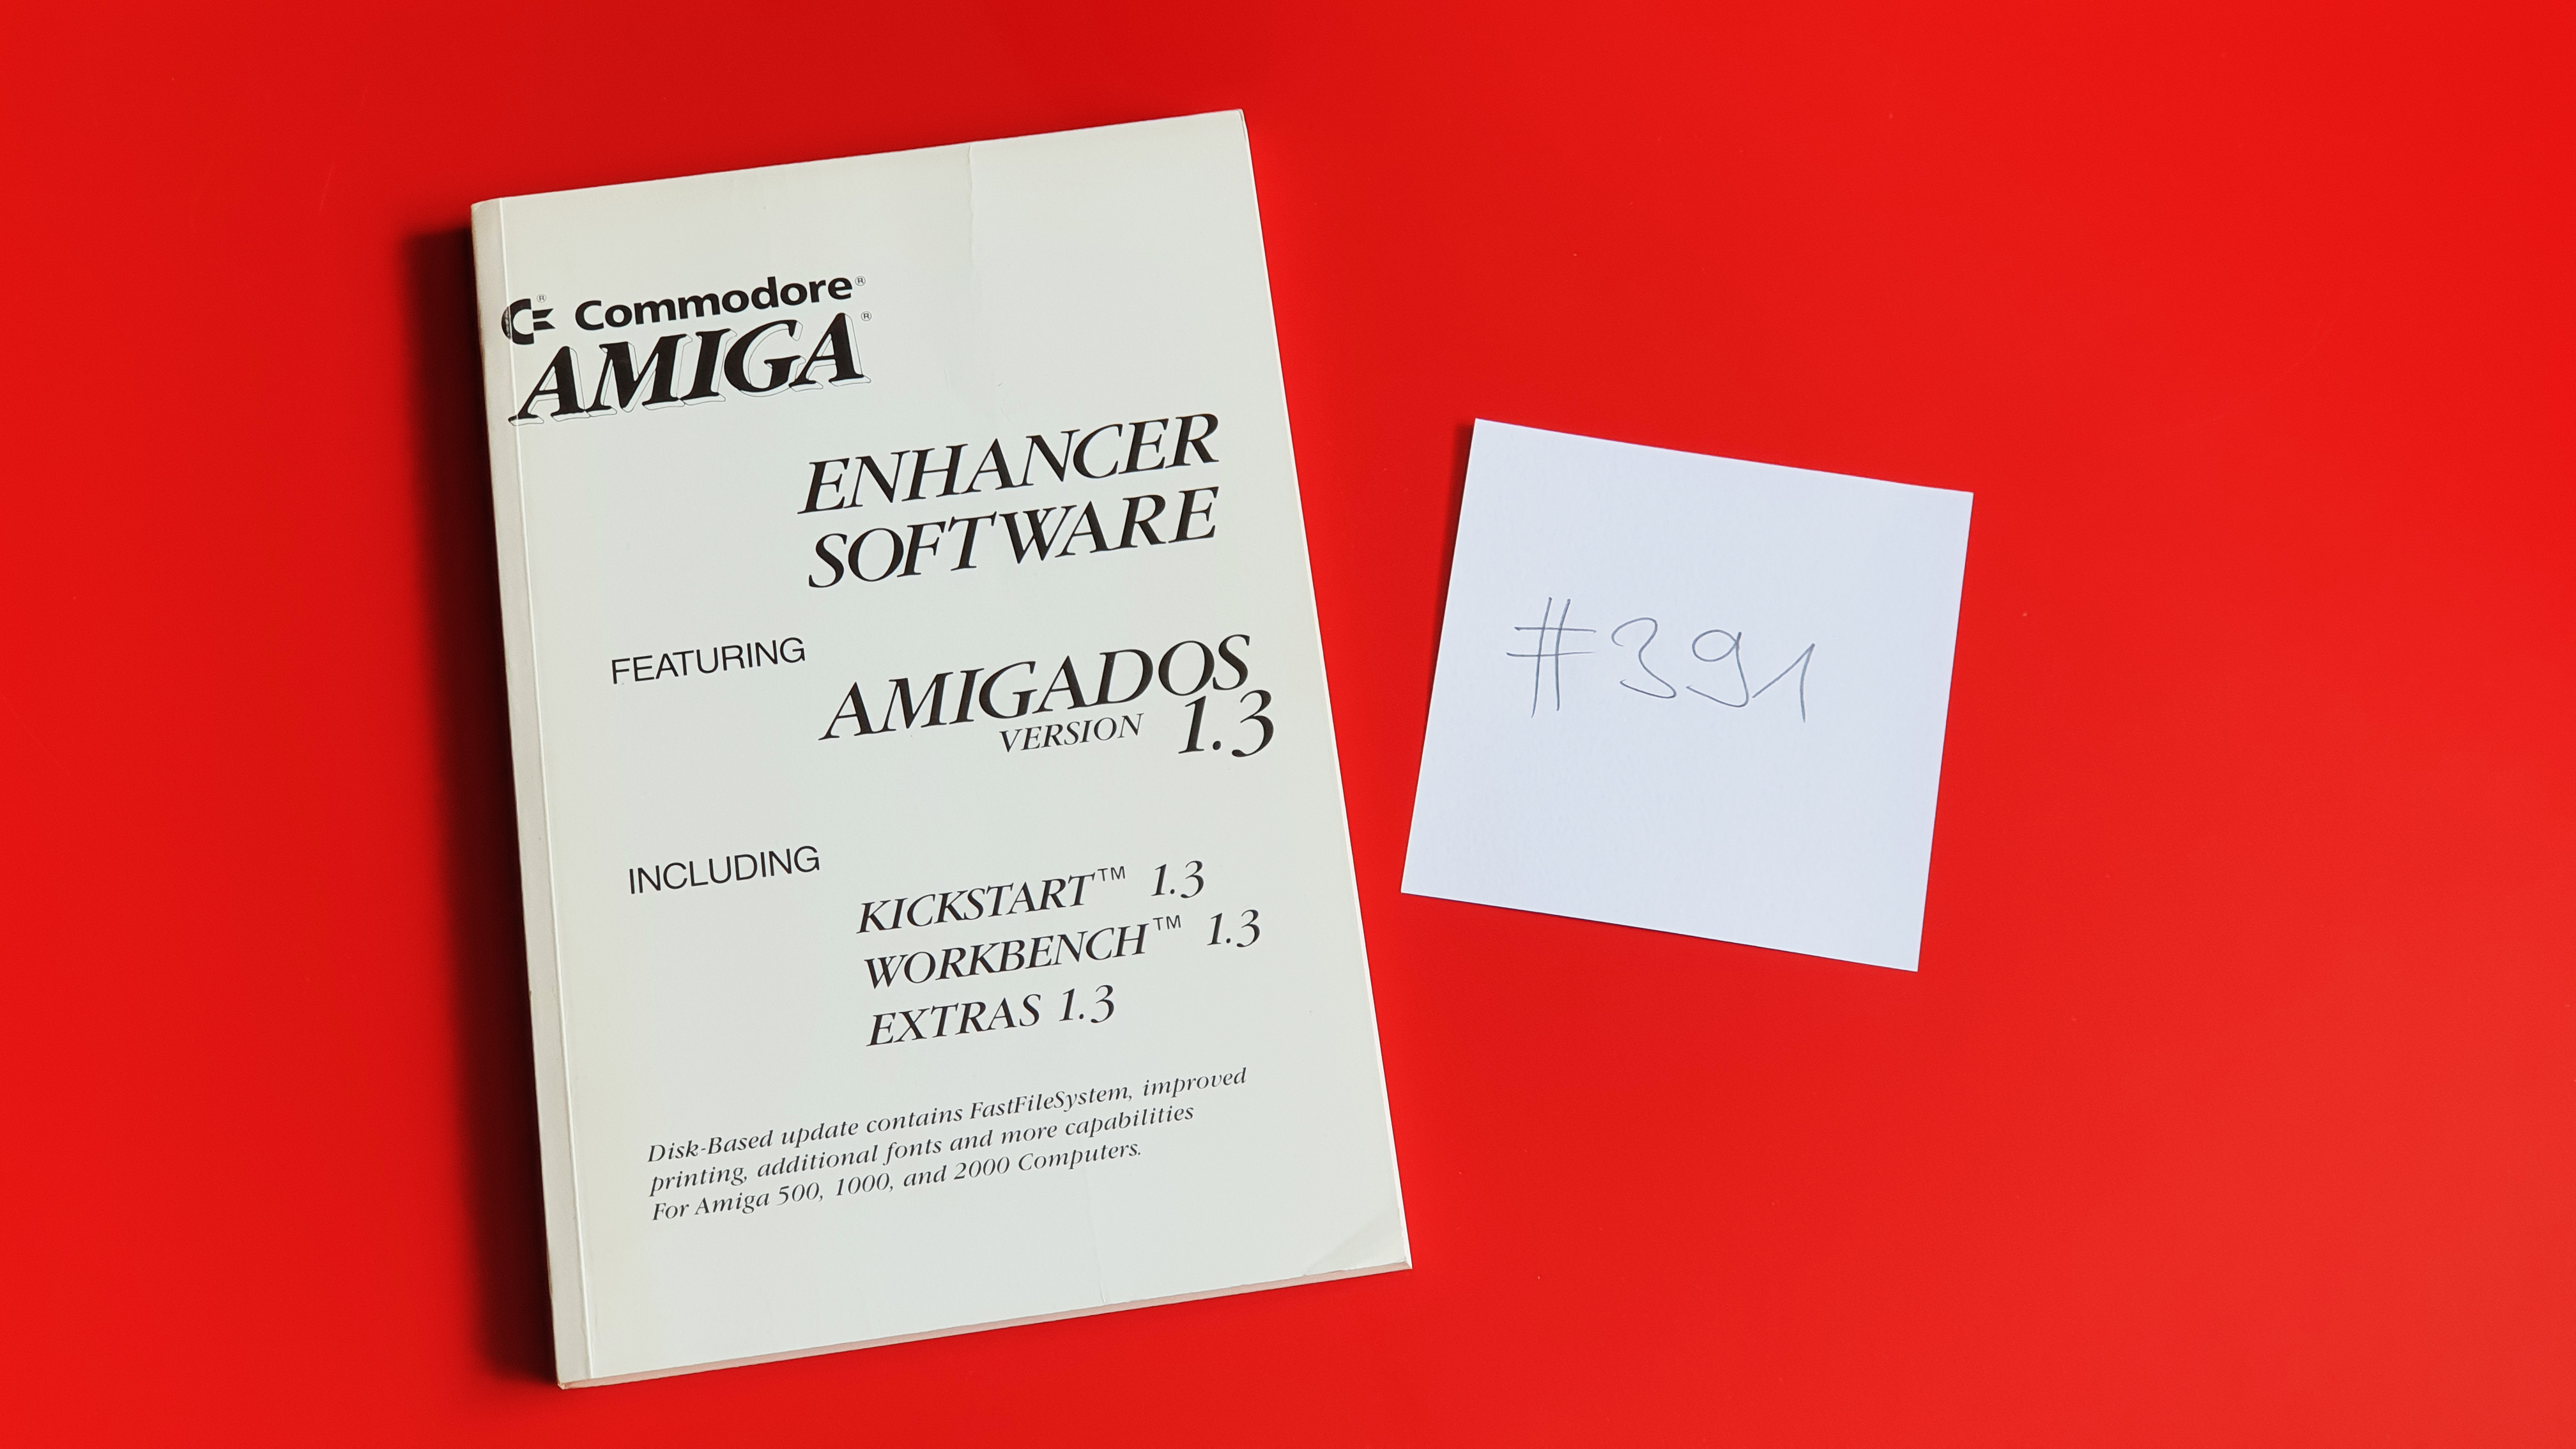 Commodore®
AMIGA®
ENHANCER
SOFTWARE
FEATURING
AMIGADOS
VERSION 1.3
INCLUDING
KICKSTART™ 1.3
WORKBENCH™ 1.3
EXTRAS 1.3
Disk-Based update contains FastFileSystem, improved
printing, additional fonts and more capabilities
For Amiga 500, 1000, and 2000 Computers.
#391